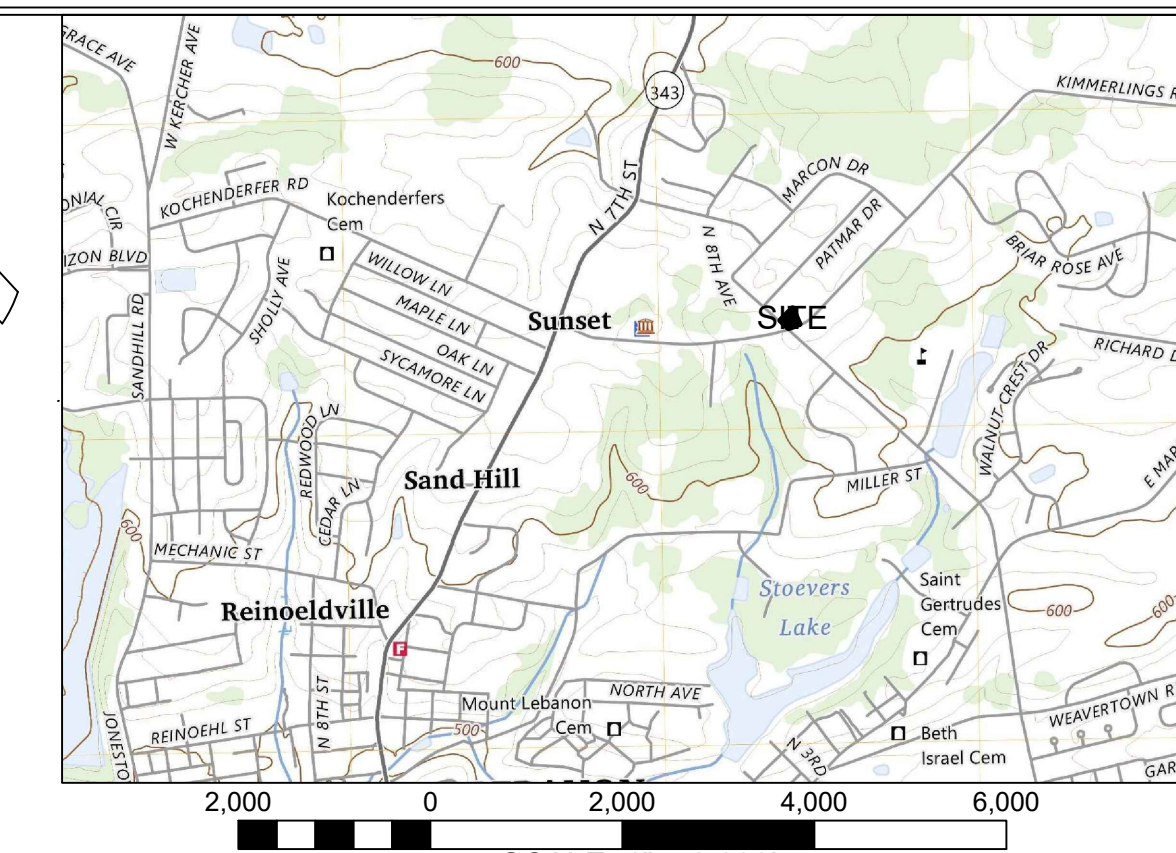 GRACE AVE
W KERCHER AVE
600
343
KIMMERLINGS R
KOCHENDERFER RD
Kochenderfers
Cem
N 7TH ST
MARCON DR
PATMAR DR
N 8TH AVE
ONIAL CIR
IZON BLVD
BRIAR ROSE AVE
WILLOW LN
MAPLE LN
OAK LN
SYCAMORE LN
SHOLLY AVE
SANDHILL RD
Sunset
SITE
RICHARD D
WALNUT CREST DR
REDWOOD LN
CEDAR LN
Sand Hill
600
MILLER ST
E MAR
600
MECHANIC ST
Stoevers
Lake
Saint
Gertrudes
Cem
600
600
Reinoeldville
F
N 8TH ST
NORTH AVE
Mount Lebanon
Cem
500
REINOEHL ST
JONESTO
N 3RD
Beth
Israel Cem
WEAVERTOWN R
GAR
2,000 0 2,000 4,000 6,000